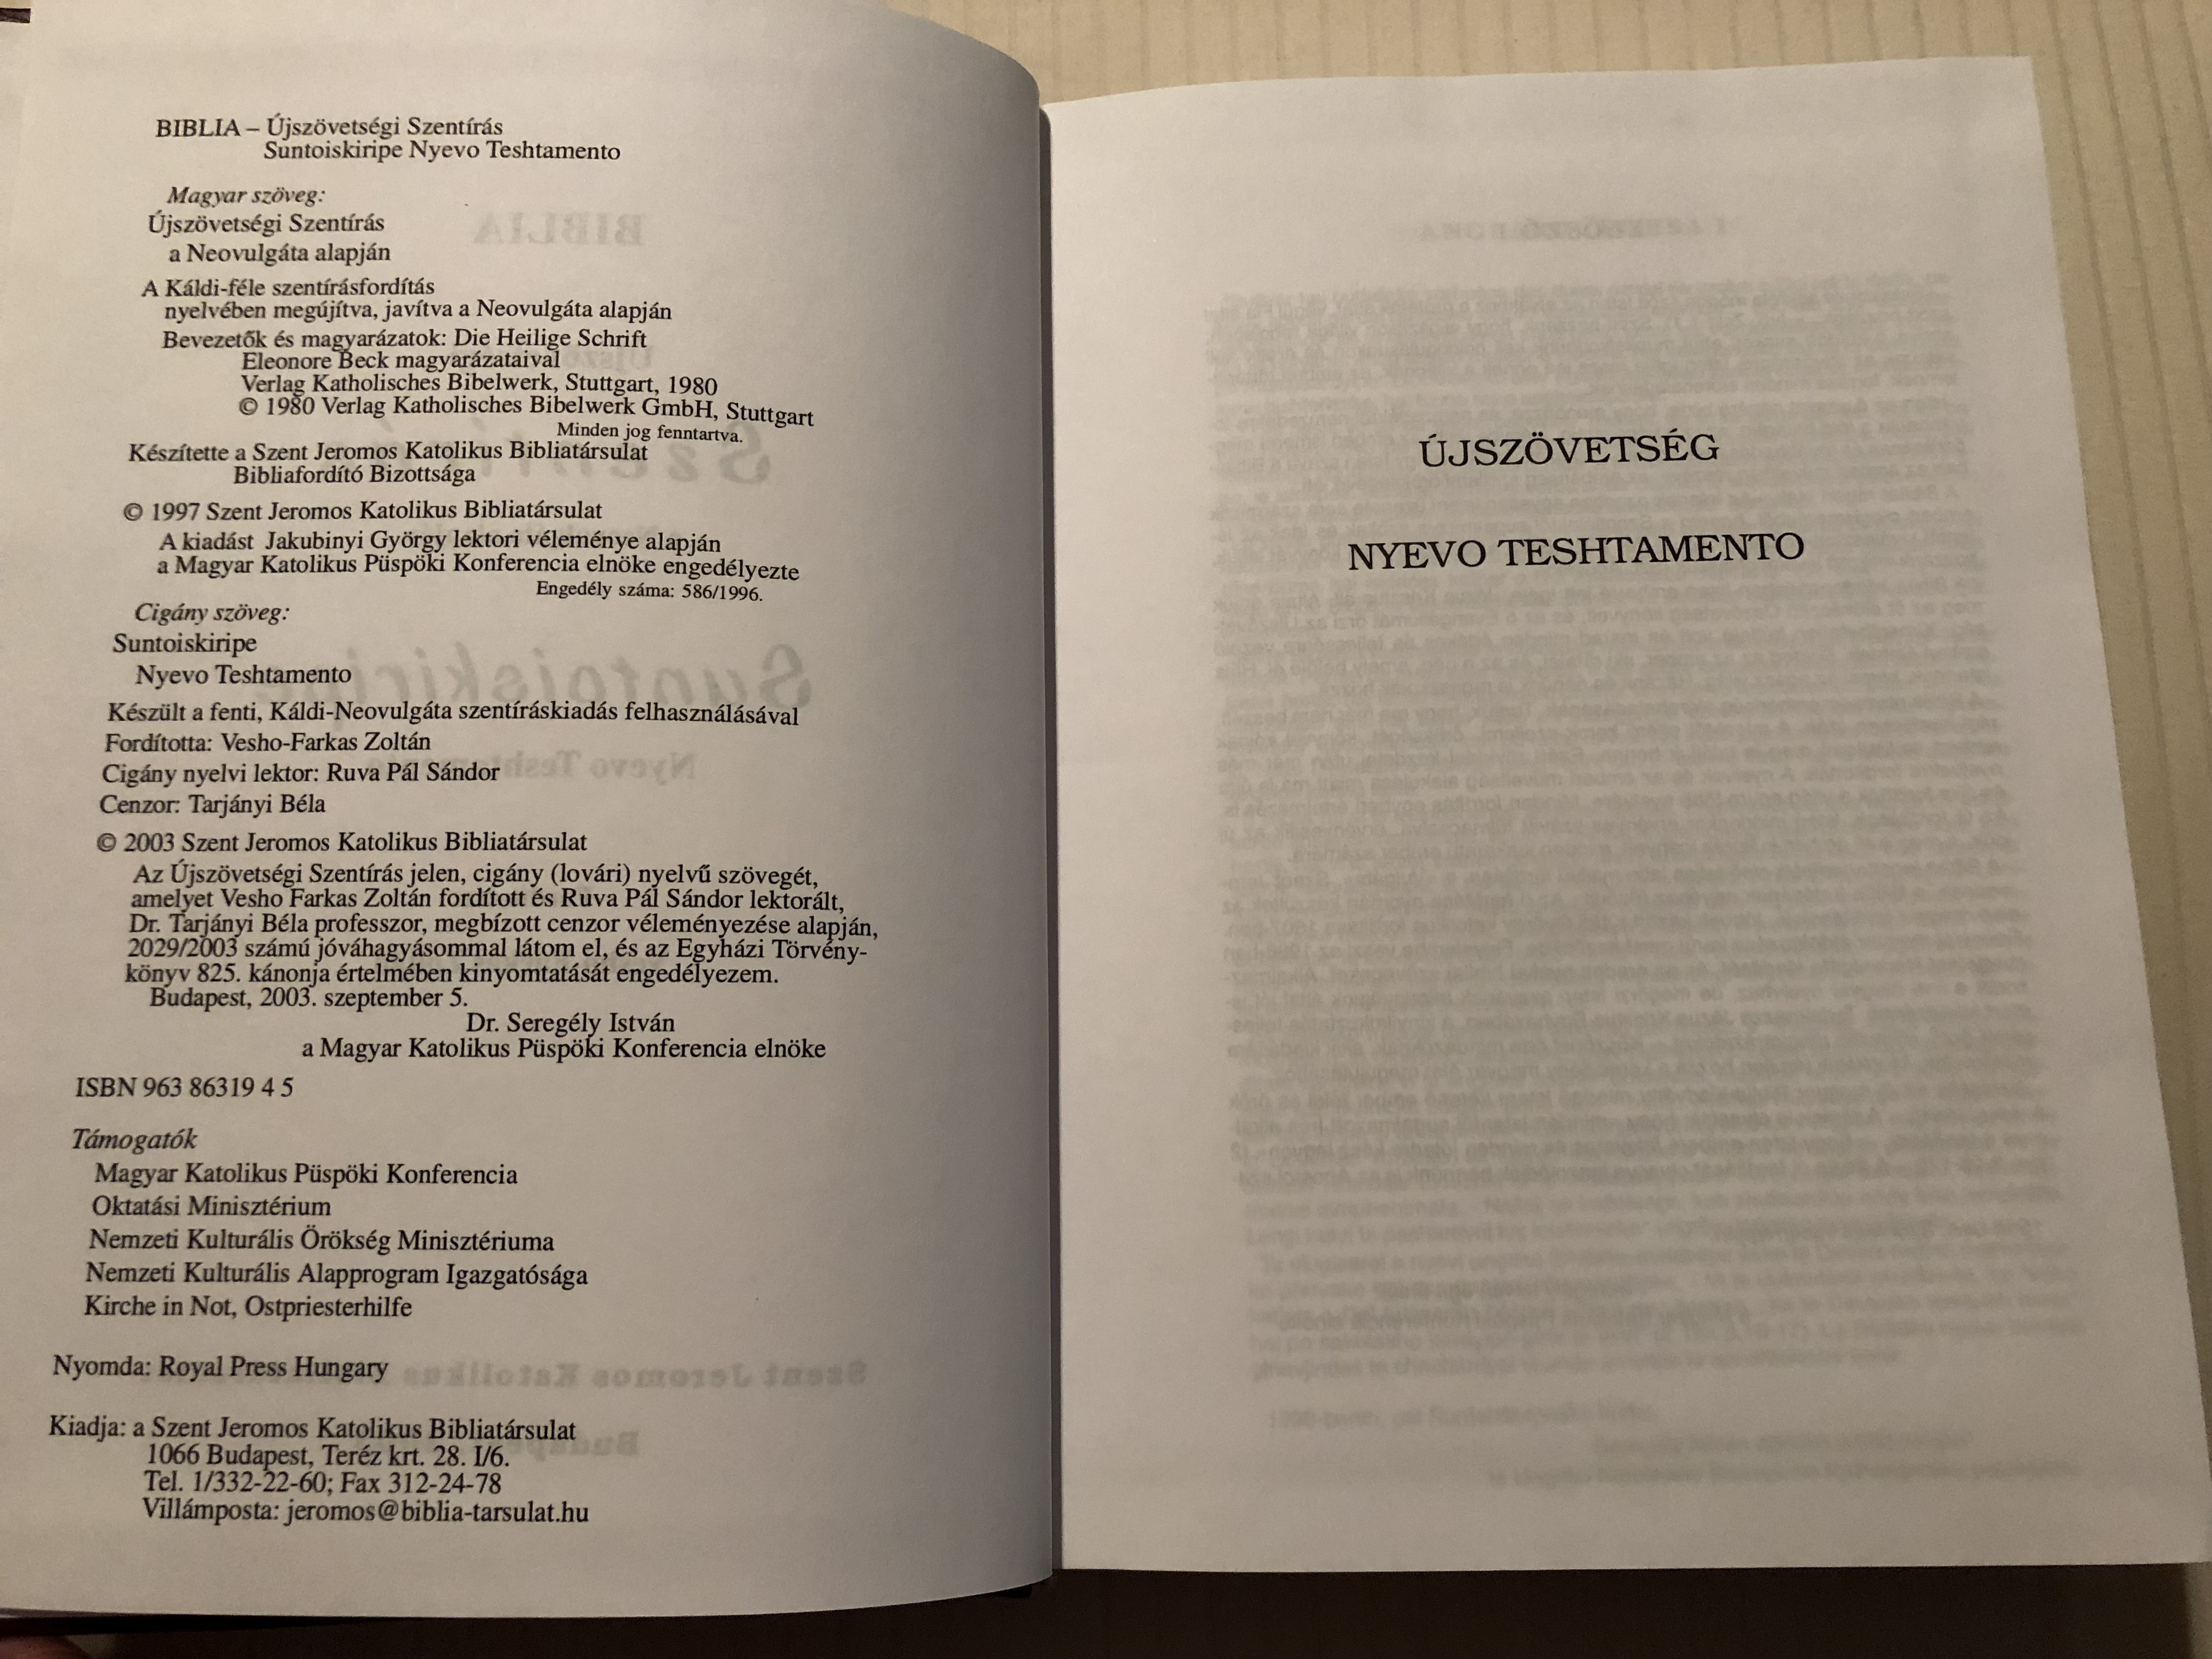 BIBLIA – Újszövetségi Szentírás
Suntoiskiripe Nyevo Teshtamento
Magyar szöveg:
Újszövetségi Szentírás
a Neovulgáta alapján
A Káldi-féle szentírásfordítás
nyelvében megújítva, javítva a Neovulgáta alapján
Bevezetők és magyarázatok: Die Heilige Schrift
Eleonore Beck magyarázataival
Verlag Katholisches Bibelwerk, Stuttgart, 1980
© 1980 Verlag Katholisches Bibelwerk GmbH, Stuttgart
Minden jog fenntartva.
Készítette a Szent Jeromos Katolikus Bibliatársulat
Bibliafordító Bizottsága
© 1997 Szent Jeromos Katolikus Bibliatársulat
A kiadást Jakubinyi György lektori véleménye alapján
a Magyar Katolikus Püspöki Konferencia elnöke engedélyezte
Engedély száma: 586/1996.
Cigány szöveg:
Suntoiskiripe
Nyevo Teshtamento
Készült a fenti, Káldi-Neovulgáta szentíráskiadás felhasználásával
Fordította: Vesho-Farkas Zoltán
Cigány nyelvi lektor: Ruva Pál Sándor
Cenzor: Tarjányi Béla
© 2003 Szent Jeromos Katolikus Bibliatársulat
Az Újszövetségi Szentírás jelen, cigány (lovári) nyelvű szövegét,
amelyet Vesho Farkas Zoltán fordított és Ruva Pál Sándor lektorált,
Dr. Tarjányi Béla professzor, megbízott cenzor véleményezése alapján,
2029/2003 számú jóváhagyásommal látom el, és az Egyházi Törvény-
könyv 825. kánonja értelmében kinyomtatását engedélyezem.
Budapest, 2003. szeptember 5.
Dr. Seregély István
a Magyar Katolikus Püspöki Konferencia elnöke
ISBN 963 86319 4 5
Támogatók
Magyar Katolikus Püspöki Konferencia
Oktatási Minisztérium
Nemzeti Kulturális Örökség Minisztériuma
Nemzeti Kulturális Alapprogram Igazgatósága
Kirche in Not, Ostpriesterhilfe
Nyomda: Royal Press Hungary
Kiadja: a Szent Jeromos Katolikus Bibliatársulat
1066 Budapest, Teréz krt. 28. I/6.
Tel. 1/332-22-60; Fax 312-24-78
Villámposta: jeromos@biblia-tarsulat.hu
ÚJSZÖVETSÉG
NYEVO TESHTAMENTO